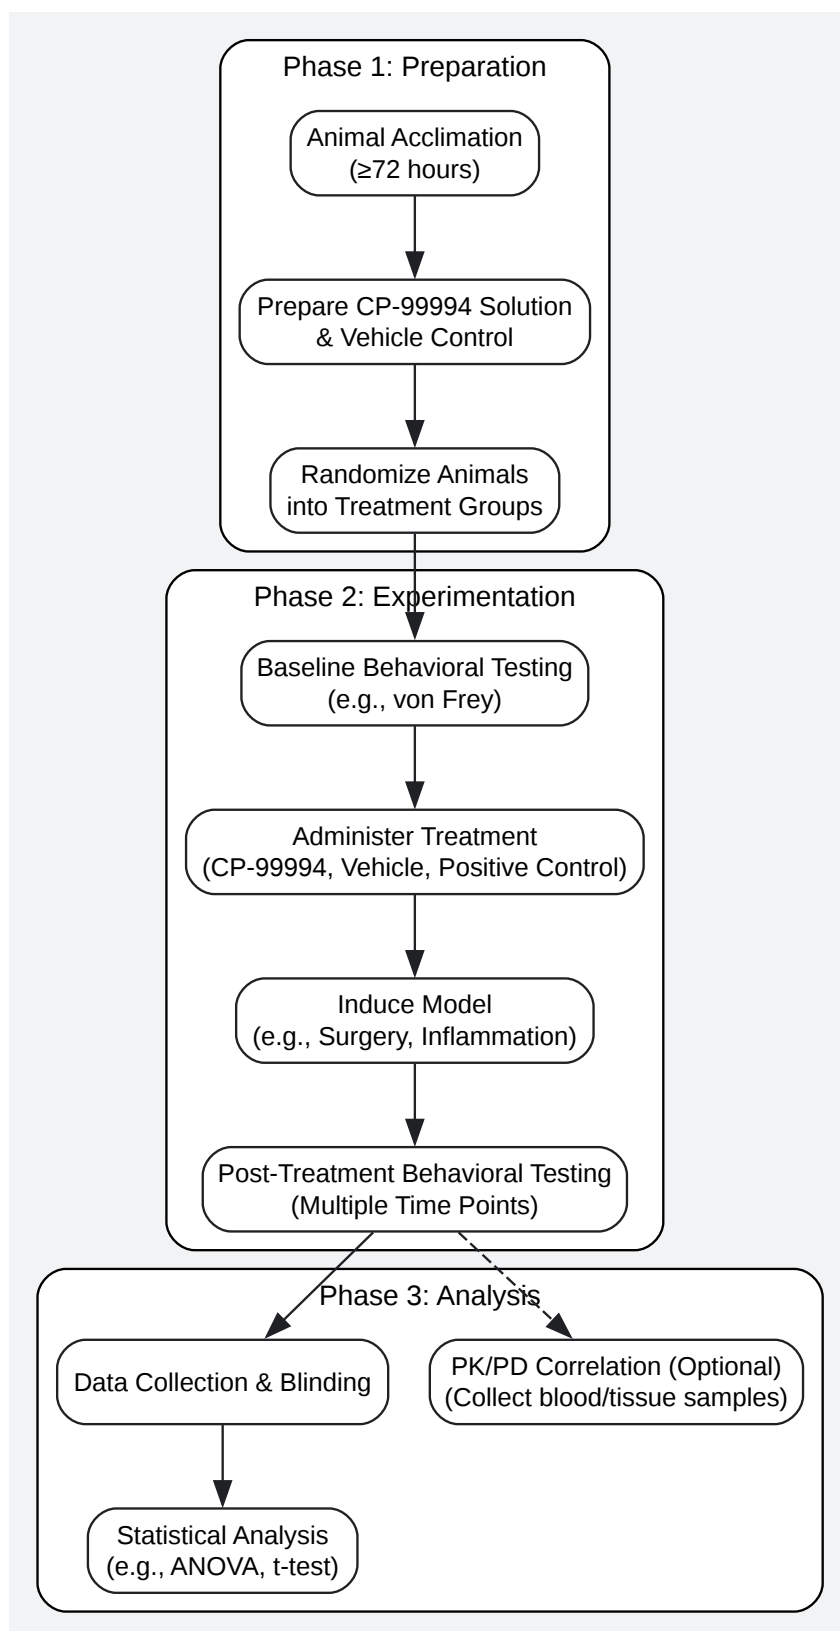 Phase 1: Preparation
Animal Acclimation
(≥72 hours)
Prepare CP-99994 Solution
& Vehicle Control
Randomize Animals
into Treatment Groups
Phase 2: Experimentation
Baseline Behavioral Testing
(e.g., von Frey)
Administer Treatment
(CP-99994, Vehicle, Positive Control)
Induce Model
(e.g., Surgery, Inflammation)
Post-Treatment Behavioral Testing
(Multiple Time Points)
Phase 3: Analysis
Data Collection & Blinding
PK/PD Correlation (Optional)
(Collect blood/tissue samples)
Statistical Analysis
(e.g., ANOVA, t-test)